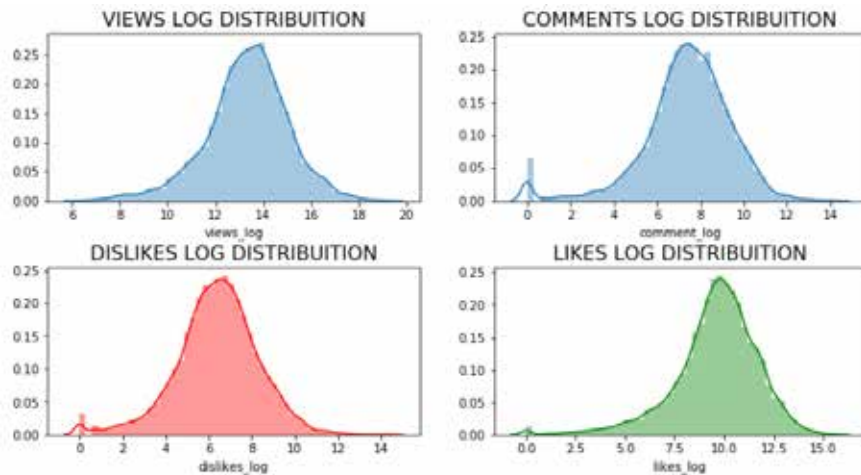 VIEWS LOG DISTRIBUITION
0.25
0.20
0.15
0.10
0.05
0.00
6 8 10 12 14 16 18 20
views_log
COMMENTS LOG DISTRIBUITION
0.25
0.20
0.15
0.10
0.05
0.00
0 2 4 6 8 10 12 14
comment_log
DISLIKES LOG DISTRIBUITION
0.25
0.20
0.15
0.10
0.05
0.00
0 2 4 6 8 10 12 14
dislikes_log
LIKES LOG DISTRIBUITION
0.25
0.20
0.15
0.10
0.05
0.00
0.0 2.5 5.0 7.5 10.0 12.5 15.0
likes_log